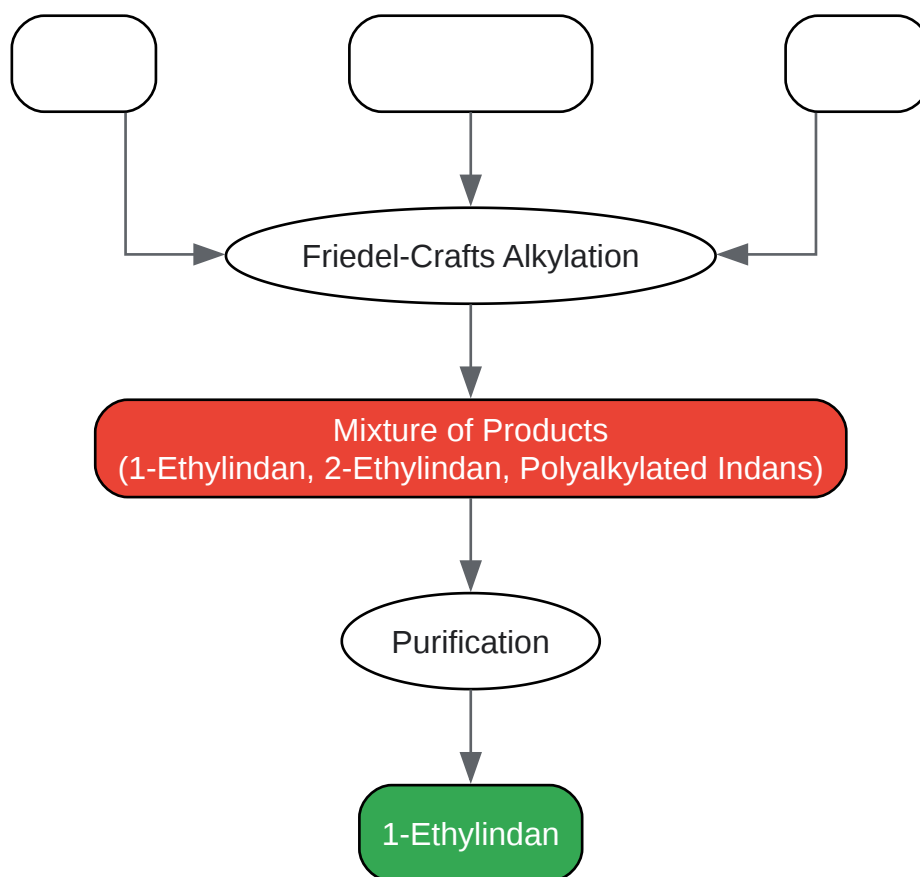 Friedel-Crafts Alkylation
Mixture of Products
(1-Ethylindan, 2-Ethylindan, Polyalkylated Indans)
Purification
1-Ethylindan